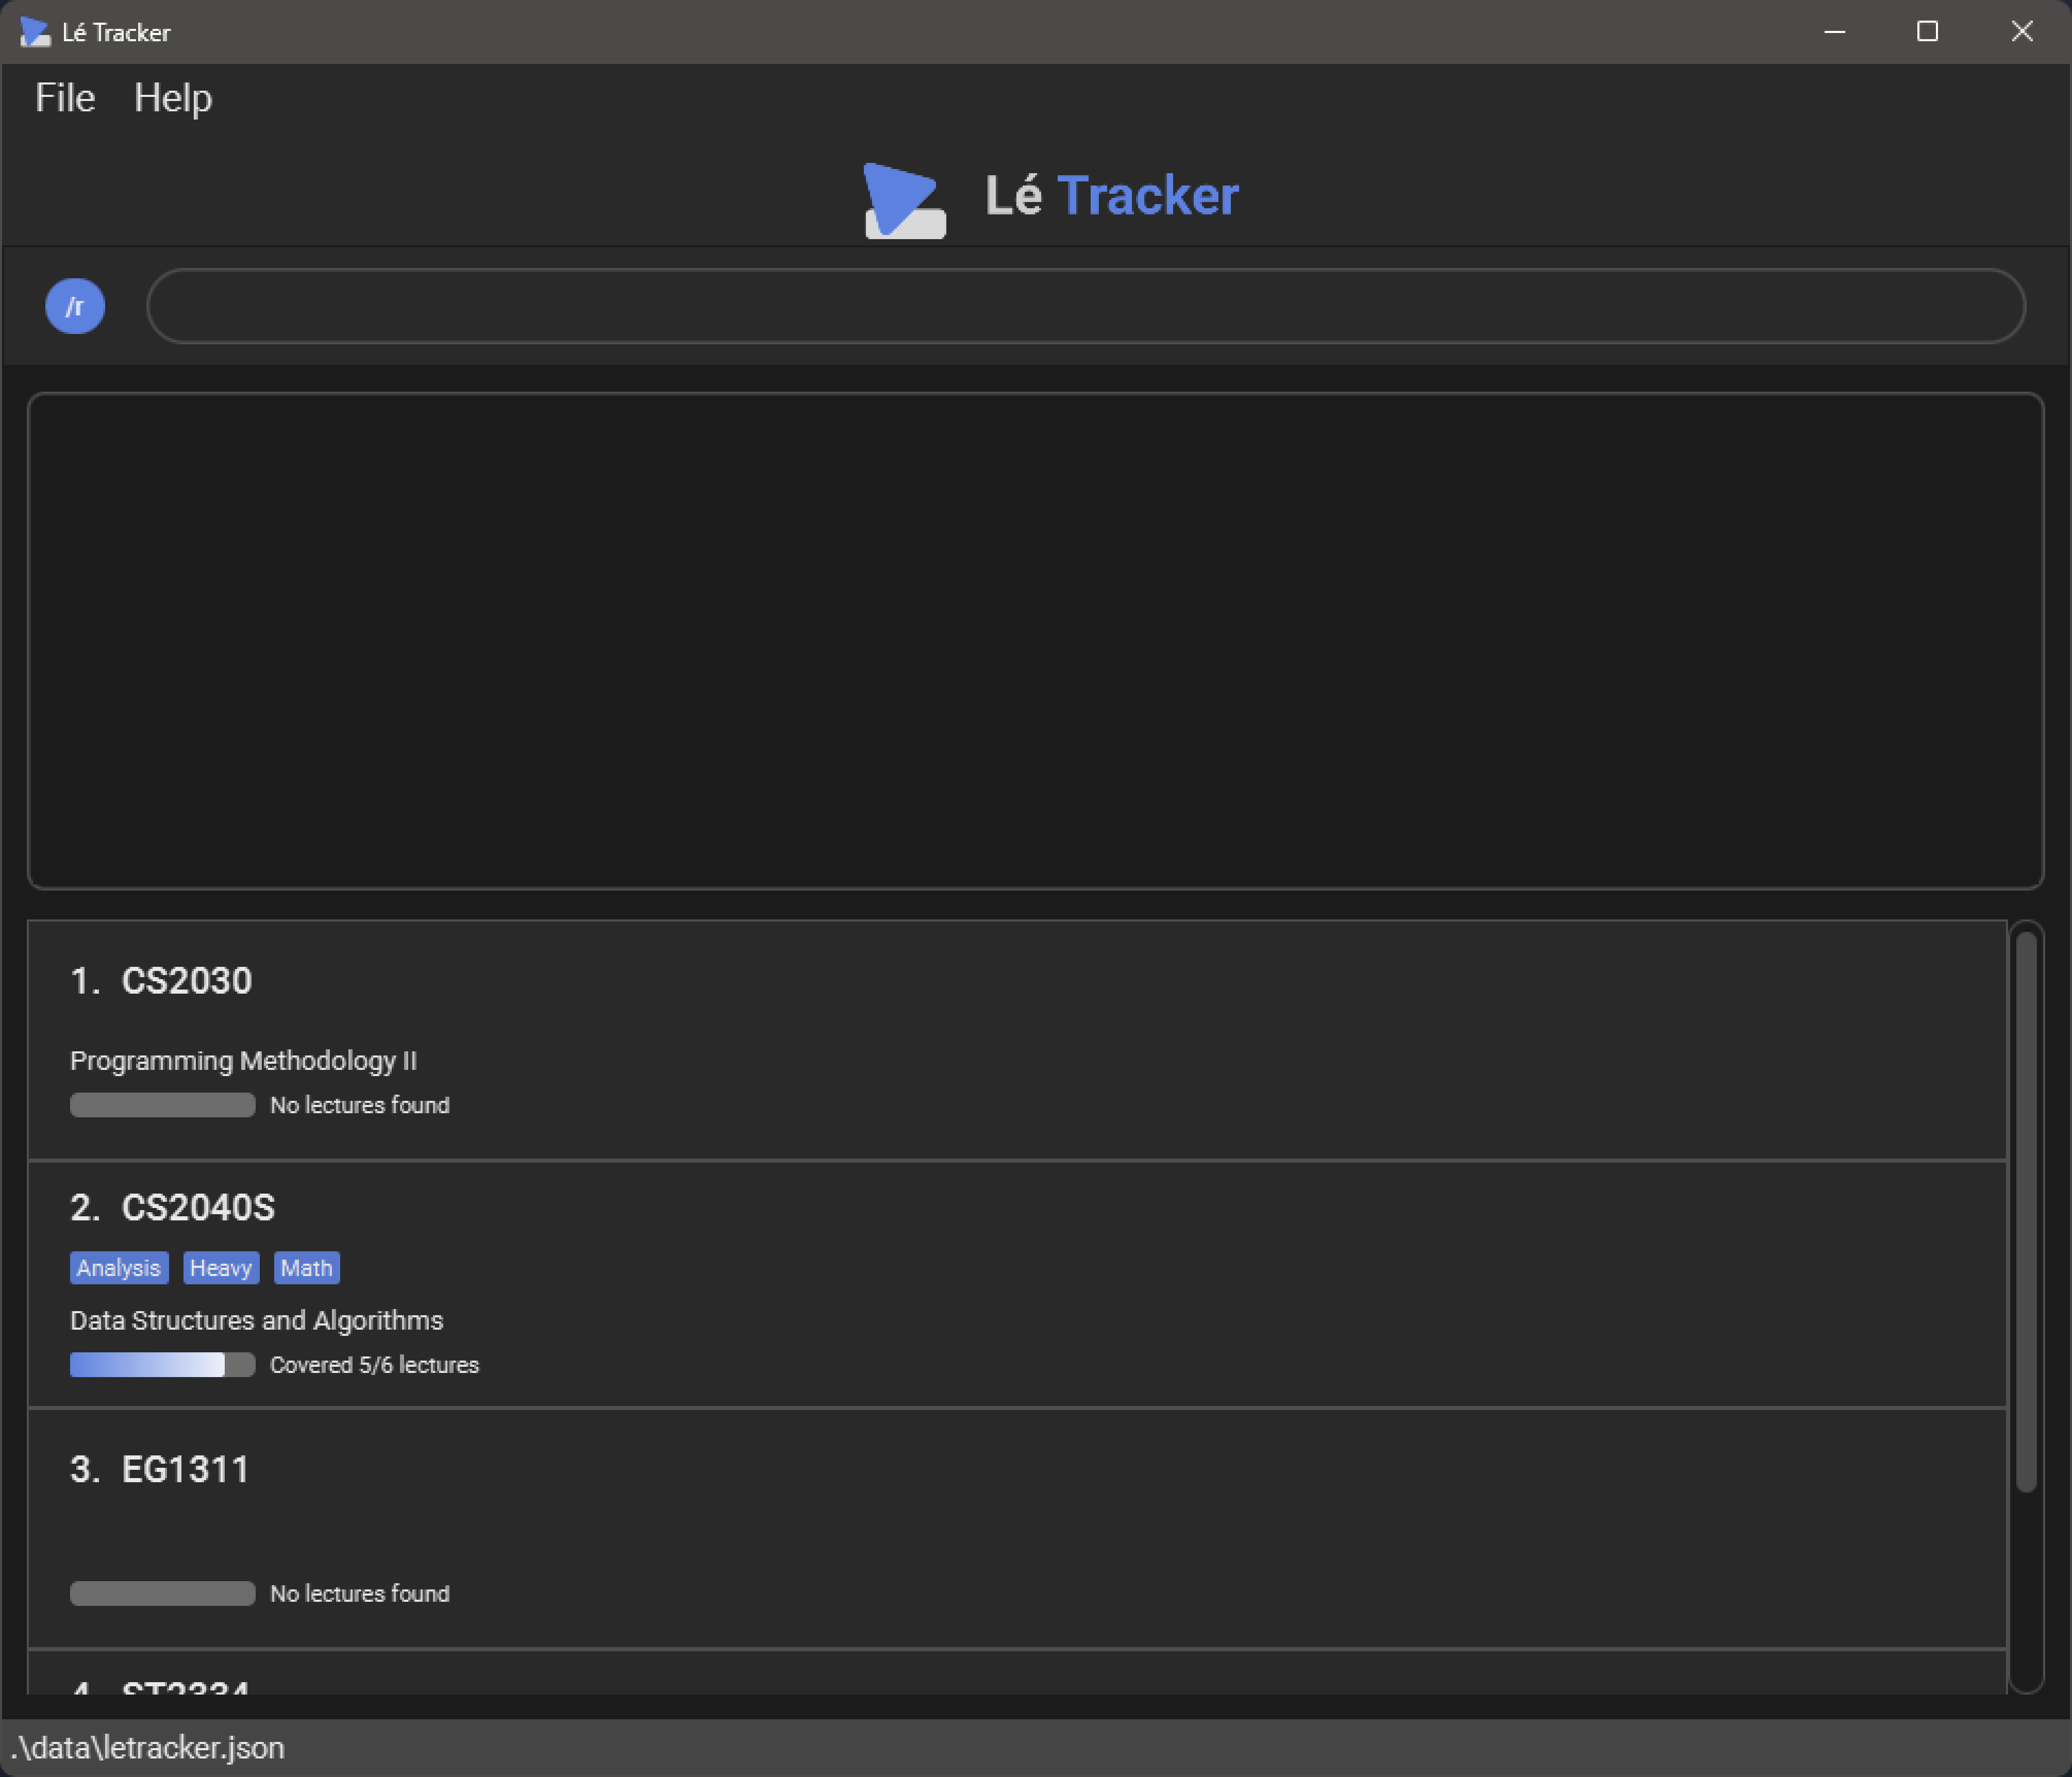 Lé Tracker
File Help
Lé Tracker
/r
1. CS2030
Programming Methodology II
No lectures found
2. CS2040S
Analysis Heavy Math
Data Structures and Algorithms
Covered 5/6 lectures
3. EG1311
No lectures found
4. ST2334
.\data\letracker.json